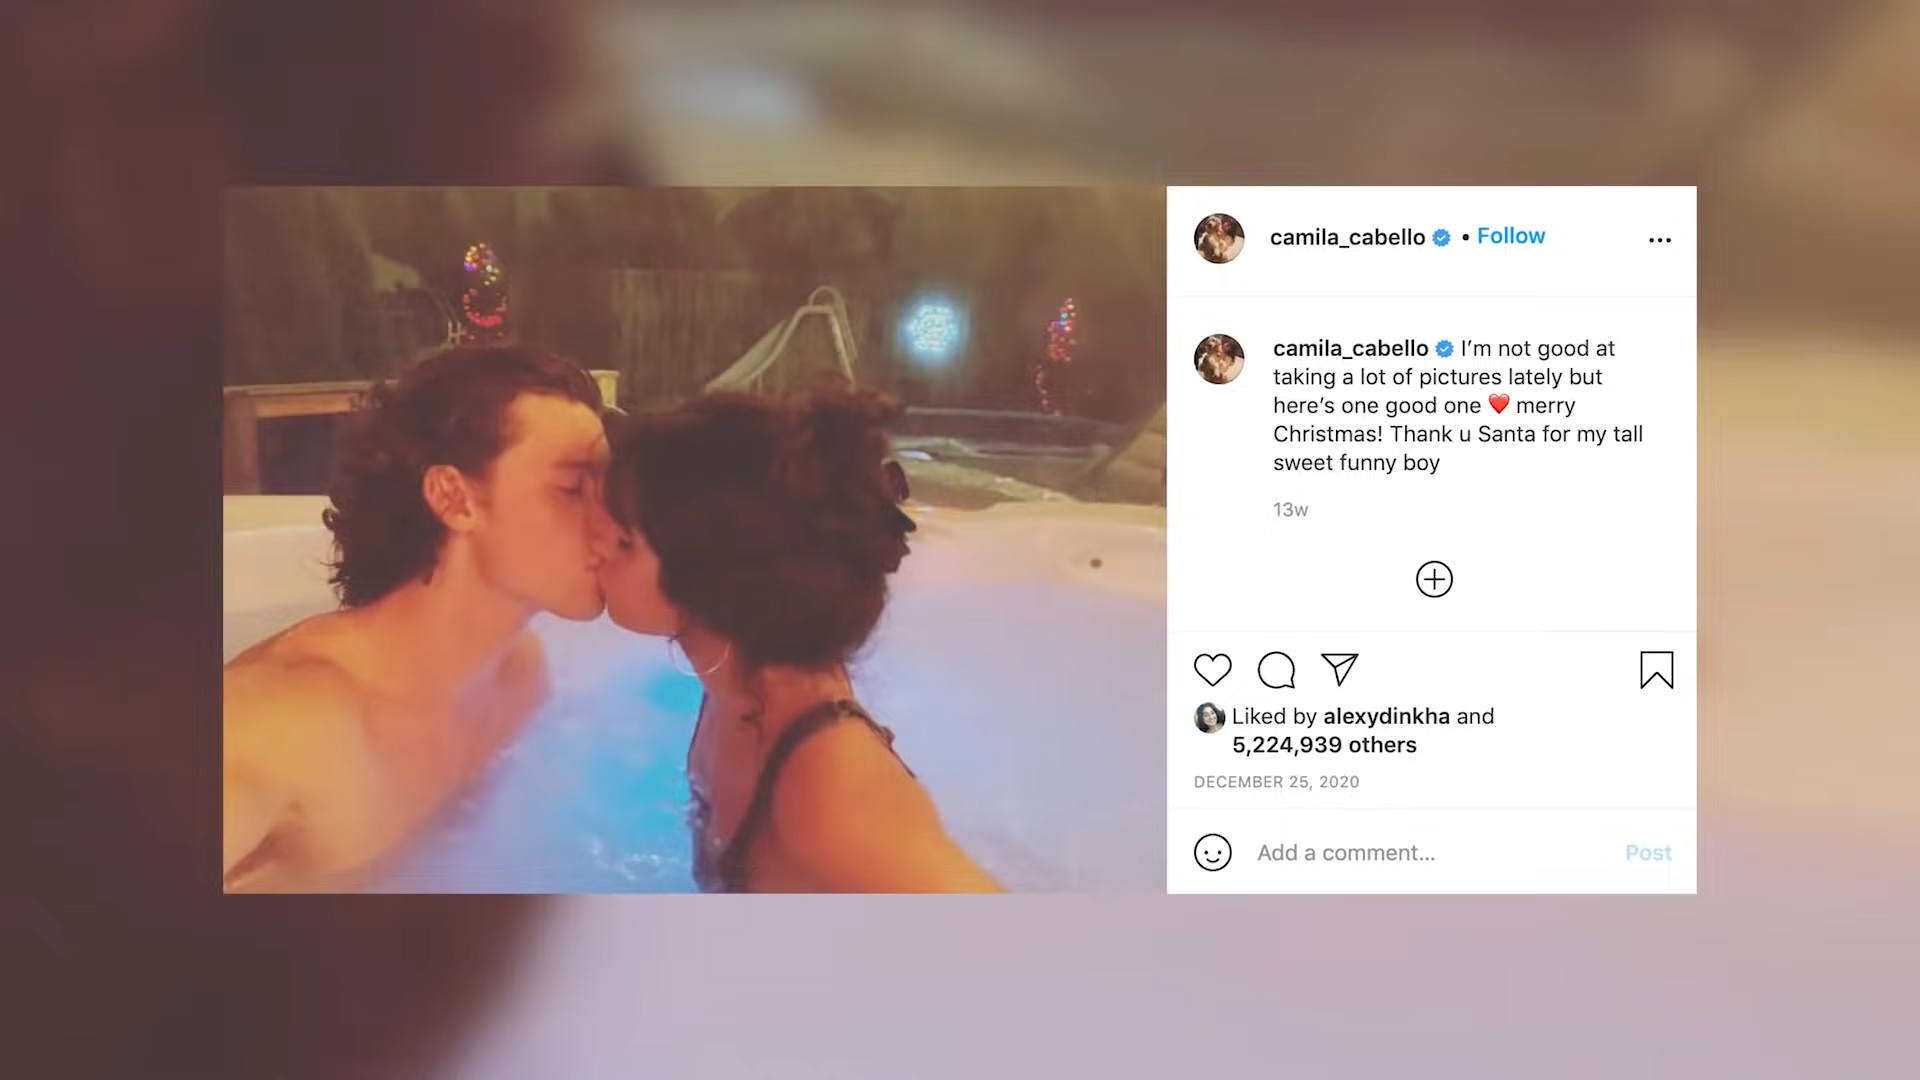 camila_cabello • Follow
camila_cabello I’m not good at
taking a lot of pictures lately but
here’s one good one ❤️ merry
Christmas! Thank u Santa for my tall
sweet funny boy
13w
Liked by alexydinkha and
5,224,939 others
DECEMBER 25, 2020
Add a comment... Post